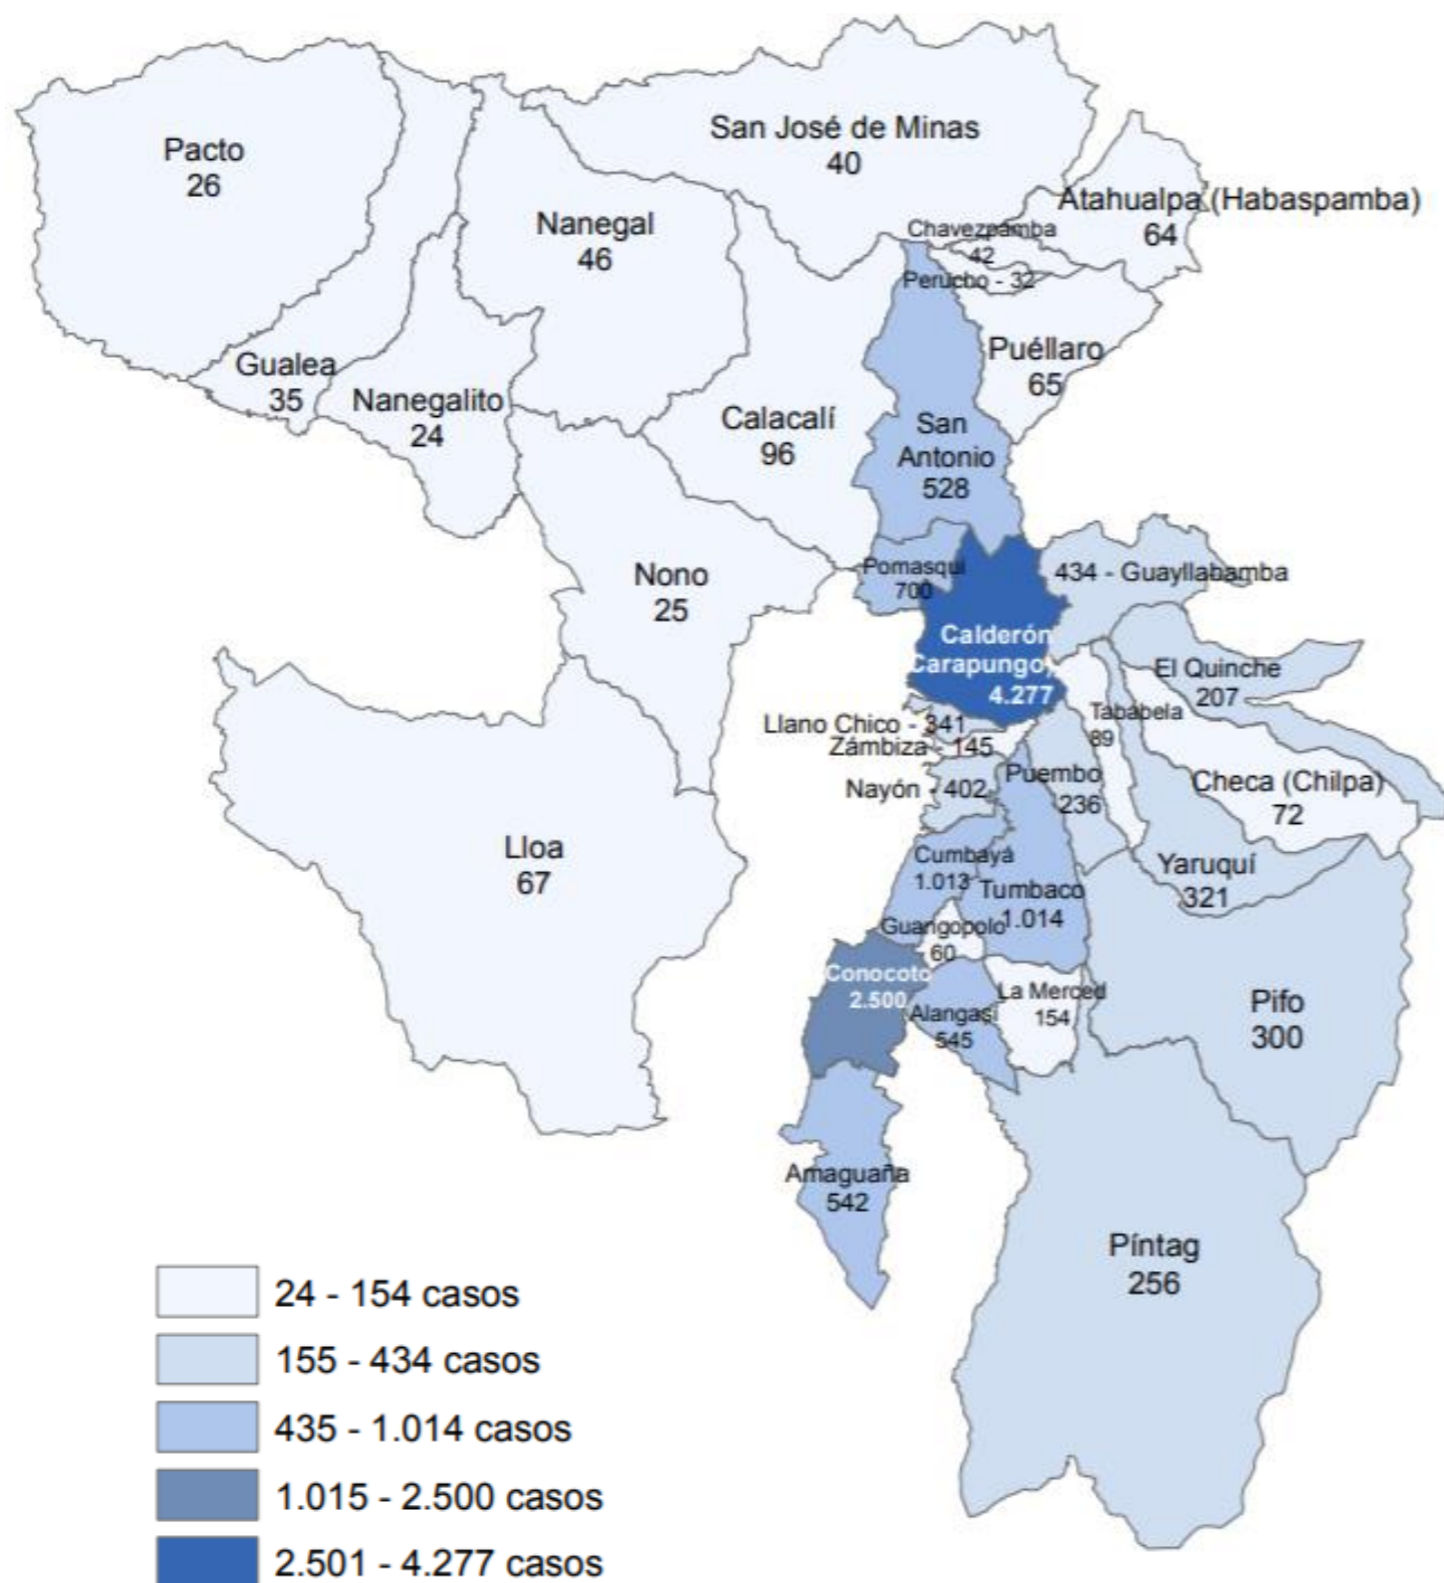 San José de Minas
40
Pacto
26
Atahualpa (Habaspamba)
64
Nanegal
46
Chavezpamba
42
Perucho - 32
Puéllaro
65
Gualea
35
Nanegalito
24
Calacalí
96
San
Antonio
528
Nono
25
Pomasqui
700
434 - Guayllabamba
Calderón
Carapungo)
4.277
El Quinche
207
Tababela
89
Llano Chico - 341
Zámbiza - 145
Nayón - 402
Puembo
236
Checa (Chilpa)
72
Lloa
67
Cumbayá
1.013
Tumbaco
1.014
Yaruquí
321
Guangopolo
60
Conocoto
2.500
La Merced
154
Alangasí
545
Pifo
300
Amaguaña
542
Píntag
256
24 - 154 casos
155 - 434 casos
435 - 1.014 casos
1.015 - 2.500 casos
2.501 - 4.277 casos